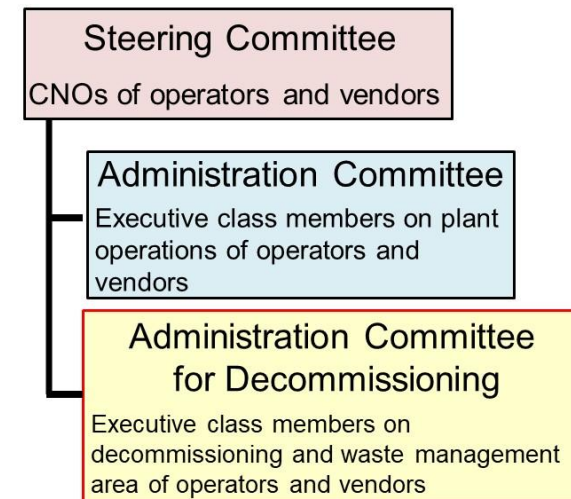 Steering Committee
CNOs of operators and vendors
Administration Committee
Executive class members on plant
operations of operators and
vendors
Administration Committee
for Decommissioning
Executive class members on
decommissioning and waste management
area of operators and vendors